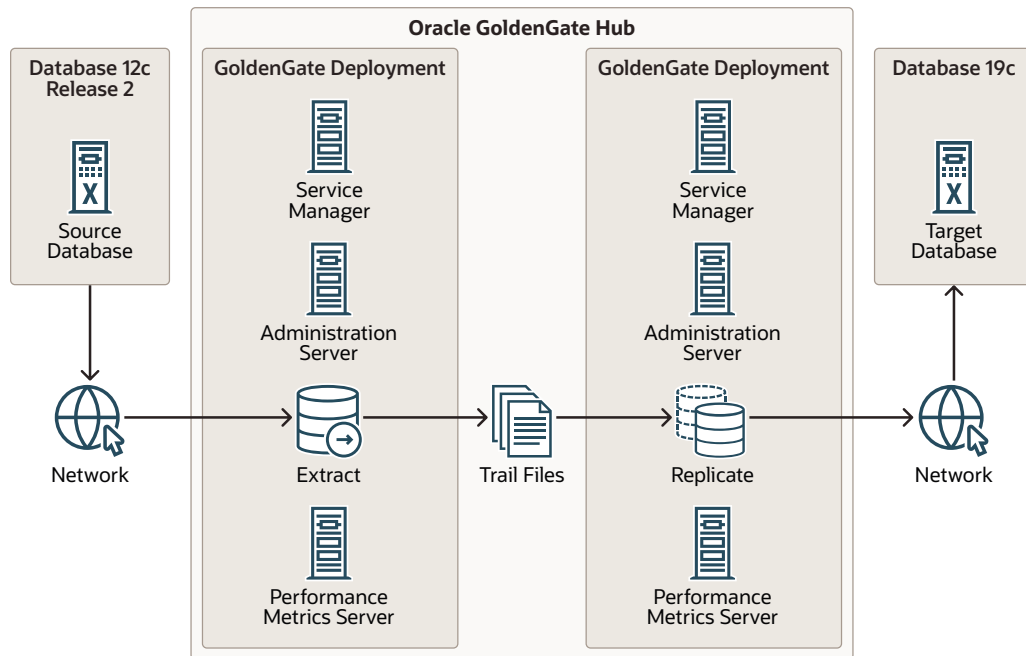 Oracle GoldenGate Hub
Database 12c
Release 2
Source
Database
Network
GoldenGate Deployment
Service
Manager
Administration
Server
Extract
Performance
Metrics Server
Trail Files
GoldenGate Deployment
Service
Manager
Administration
Server
Replicate
Performance
Metrics Server
Database 19c
Target
Database
Network